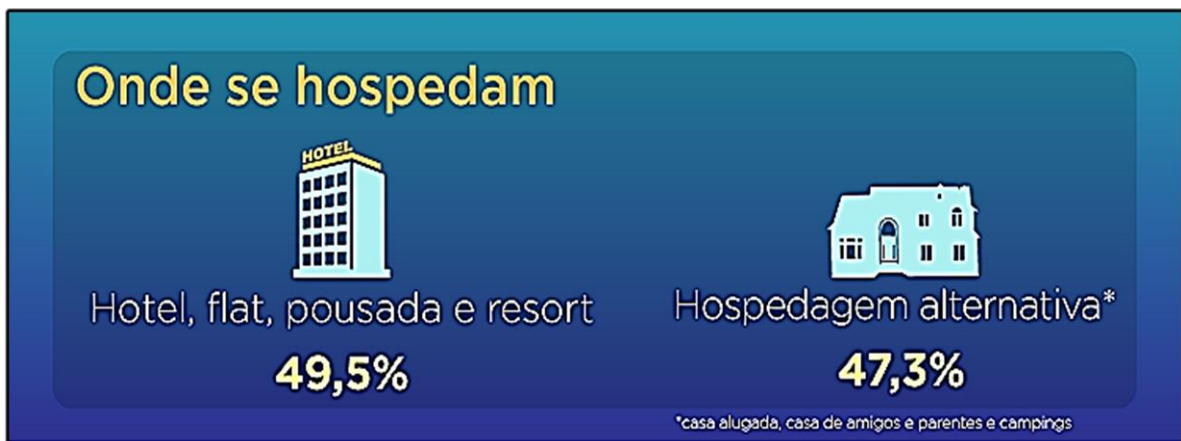 Onde se hospedam
HOTEL
Hotel, flat, pousada e resort
49,5%
Hospedagem alternativa*
47,3%
*casa alugada, casa de amigos e parentes e campings